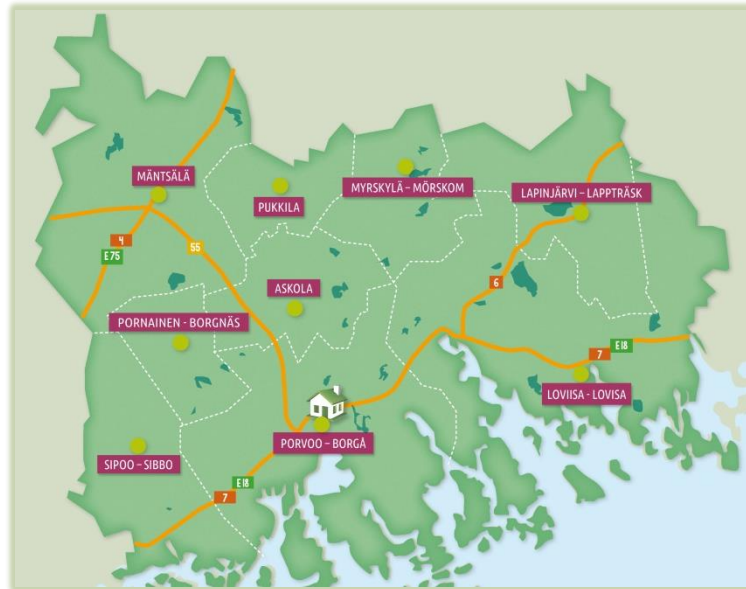 MÄNTSÄLÄ
PUKKILA
MYRSKYLÄ – MÖRSKOM
LAPINJÄRVI – LAPPTRÄSK
4
E75
55
ASKOLA
6
PORNAINEN - BORGNÄS
7
E18
LOVIISA - LOVISA
PORVOO – BORGÅ
SIPOO – SIBBO
E18
7